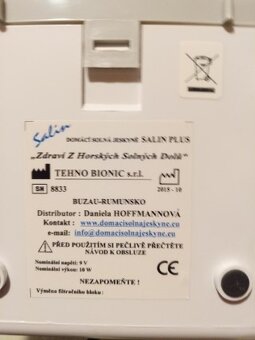 Salin
DOMÁCÍ SOLNÁ JESKYNĚ SALIN PLUS
„Zdraví Z Horských Solných Dolů“
TEHNO BIONIC s.r.l.
SN 8833
2015 - 10
BUZAU-RUMUNSKO
Distributor : Daniela HOFFMANNOVÁ
Kontakt : www.domacisolnajeskyne.eu
e-mail: info@domacisolnajeskyne.eu
PŘED POUŽITÍM SI PEČLIVĚ PŘEČTĚTE
NÁVOD K OBSLUZE
Nominální napětí: 9 V
Nominální výkon: 10 W
CE
NEZAPOMEŇTE !
Výměna filtračního bloku: